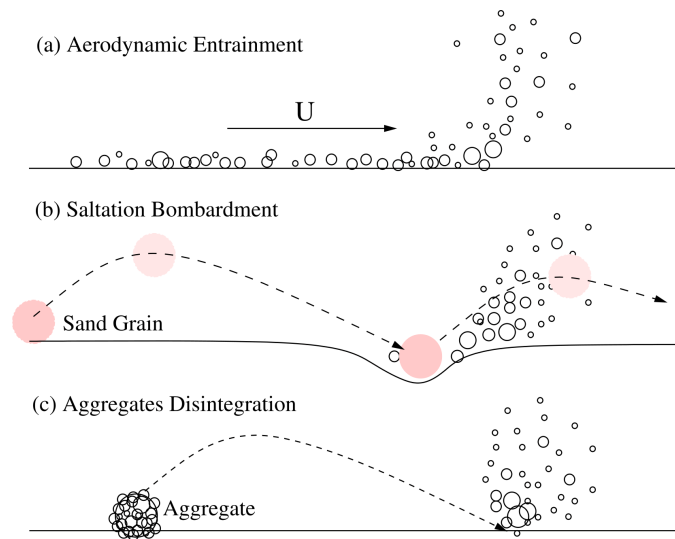 (a) Aerodynamic Entrainment
U
(b) Saltation Bombardment
Sand Grain
(c) Aggregates Disintegration
Aggregate